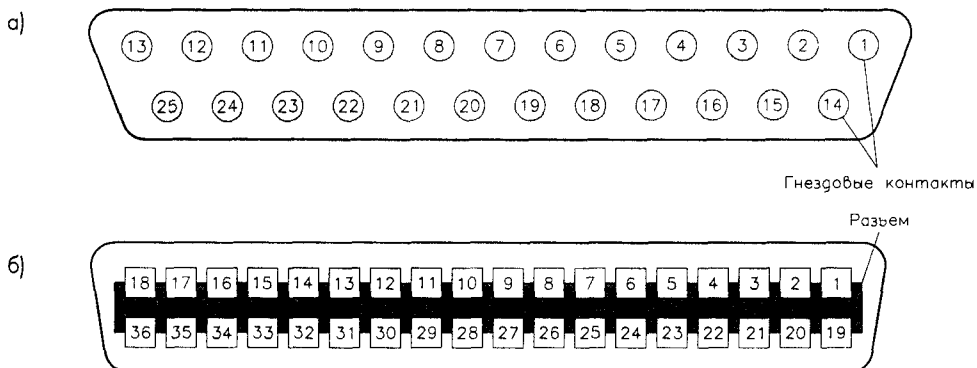 а)
13 12 11 10 9 8 7 6 5 4 3 2 1
25 24 23 22 21 20 19 18 17 16 15 14
Гнездовые контакты
Разъем
б)
18 17 16 15 14 13 12 11 10 9 8 7 6 5 4 3 2 1
36 35 34 33 32 31 30 29 28 27 26 25 24 23 22 21 20 19